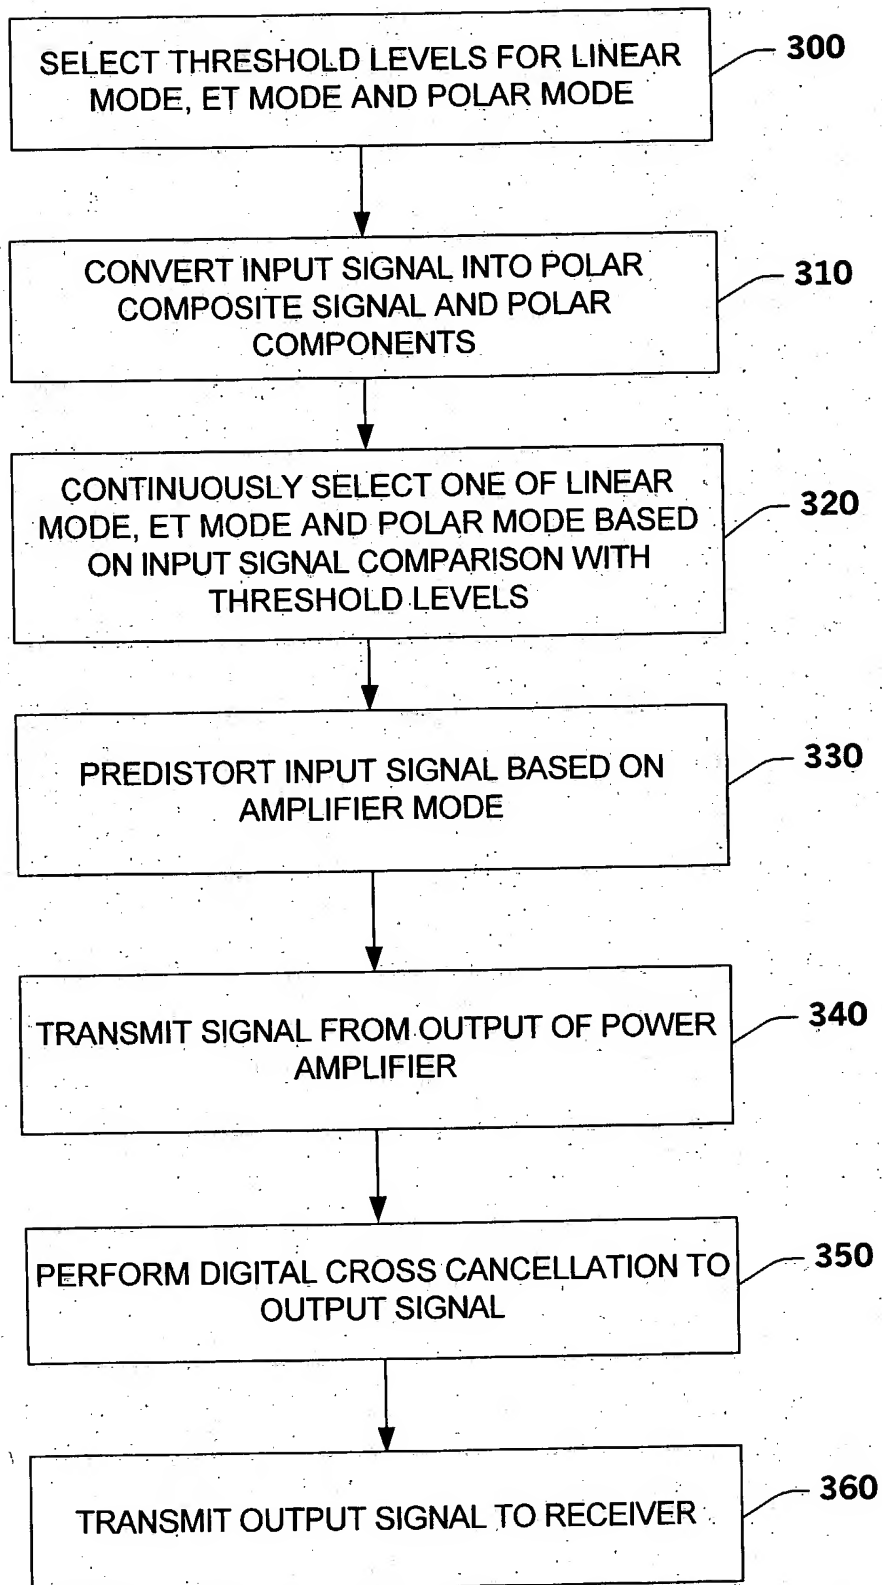 SELECT THRESHOLD LEVELS FOR LINEAR
MODE, ET MODE AND POLAR MODE
300
CONVERT INPUT SIGNAL INTO POLAR
COMPOSITE SIGNAL AND POLAR
COMPONENTS
310
CONTINUOUSLY SELECT ONE OF LINEAR
MODE, ET MODE AND POLAR MODE BASED
ON INPUT SIGNAL COMPARISON WITH
THRESHOLD LEVELS
320
PREDISTORT INPUT SIGNAL BASED ON
AMPLIFIER MODE
330
TRANSMIT SIGNAL FROM OUTPUT OF POWER
AMPLIFIER
340
PERFORM DIGITAL CROSS CANCELLATION TO
OUTPUT SIGNAL
350
TRANSMIT OUTPUT SIGNAL TO RECEIVER
360